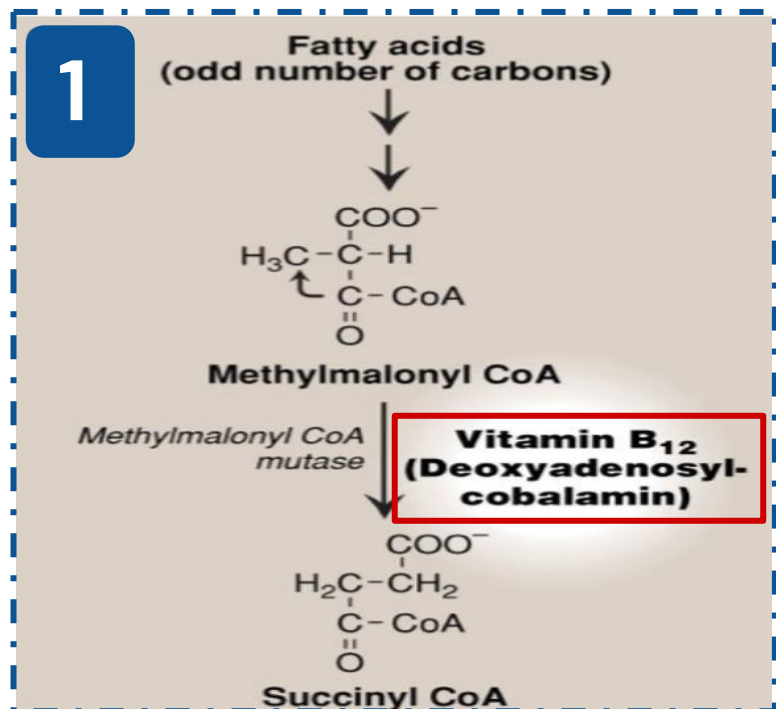 1
Fatty acids
(odd number of carbons)
COO⁻
H₃C-C-H
C-CoA
O
Methylmalonyl CoA
Methylmalonyl CoA
mutase
Vitamin B₁₂
(Deoxyadenosyl-
cobalamin)
COO⁻
H₂C-CH₂
C-CoA
O
Succinyl CoA